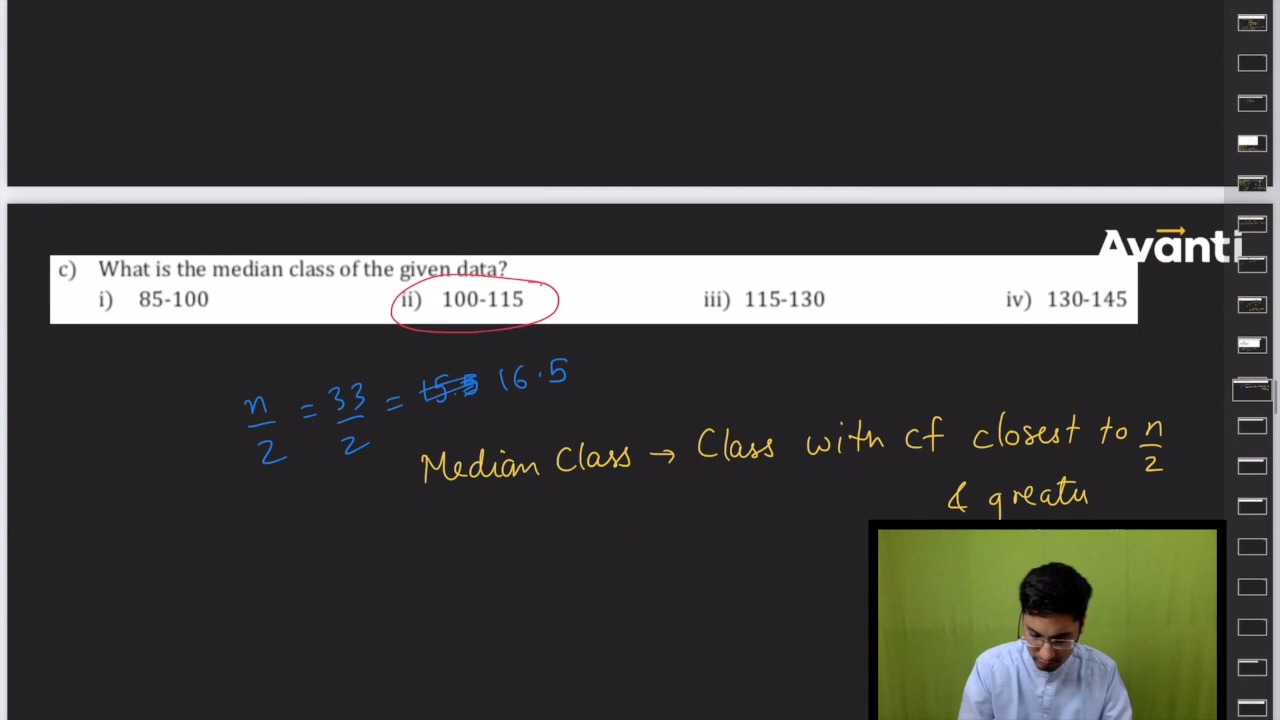 Avanti
c) What is the median class of the given data?
i) 85-100 ii) 100-115 iii) 115-130 iv) 130-145
n/2 = 33/2 = 15.5 16.5
Median Class → Class with cf closest to n/2
& greatu